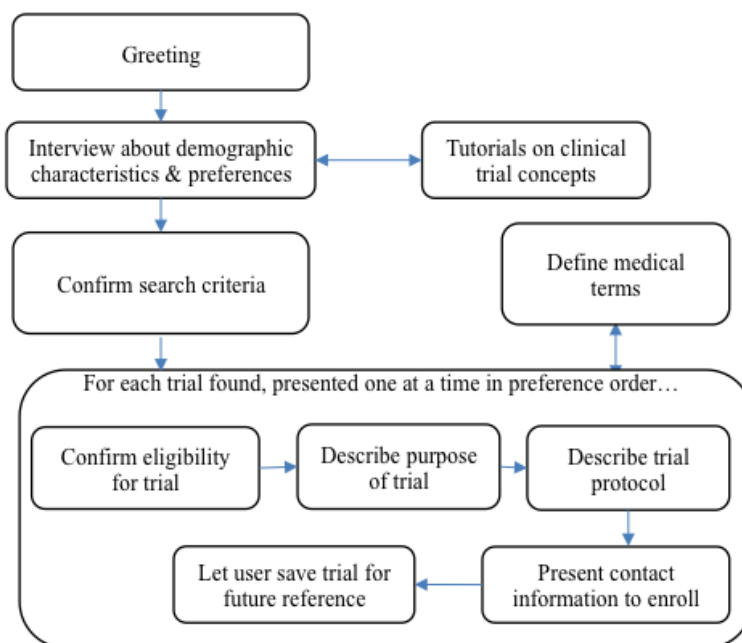 Greeting
Interview about demographic
characteristics & preferences
Tutorials on clinical
trial concepts
Confirm search criteria
Define medical
terms
For each trial found, presented one at a time in preference order…
Confirm eligibility
for trial
Describe purpose
of trial
Describe trial
protocol
Present contact
information to enroll
Let user save trial for
future reference